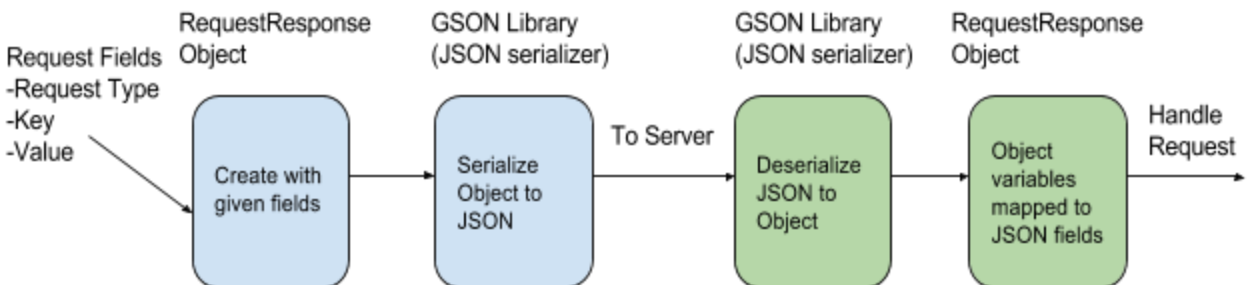 Request Fields
-Request Type
-Key
-Value
RequestResponse
Object
Create with
given fields
GSON Library
(JSON serializer)
Serialize
Object to
JSON
To Server
GSON Library
(JSON serializer)
Deserialize
JSON to
Object
RequestResponse
Object
Object
variables
mapped to
JSON fields
Handle
Request